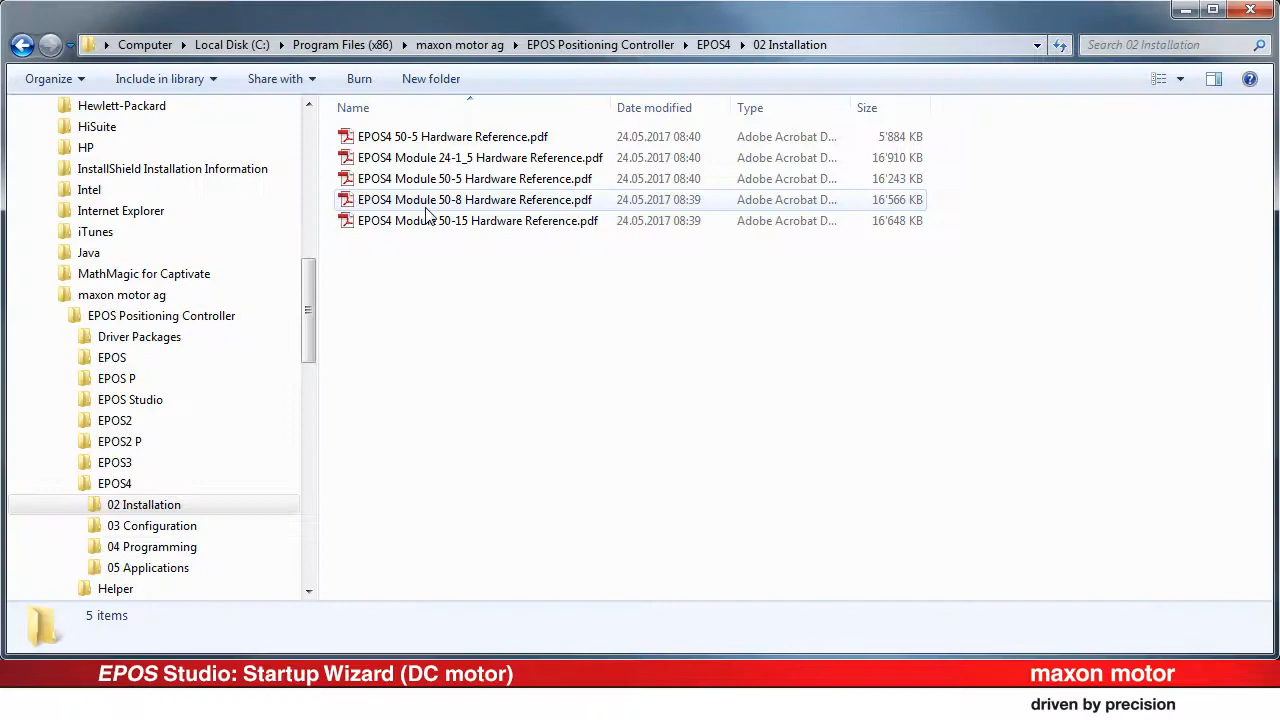 Computer Local Disk (C:) Program Files (x86) maxon motor ag EPOS Positioning Controller EPOS4 02 Installation
Search 02 Installation
Organize Include in library Share with Burn New folder
Hewlett-Packard
HiSuite
HP
InstallShield Installation Information
Intel
Internet Explorer
iTunes
Java
MathMagic for Captivate
maxon motor ag
EPOS Positioning Controller
Driver Packages
EPOS
EPOS P
EPOS Studio
EPOS2
EPOS2 P
EPOS3
EPOS4
02 Installation
03 Configuration
04 Programming
05 Applications
Helper
Name Date modified Type Size
EPOS4 50-5 Hardware Reference.pdf 24.05.2017 08:40 Adobe Acrobat D... 5'884 KB
EPOS4 Module 24-1_5 Hardware Reference.pdf 24.05.2017 08:40 Adobe Acrobat D... 16'910 KB
EPOS4 Module 50-5 Hardware Reference.pdf 24.05.2017 08:40 Adobe Acrobat D... 16'243 KB
EPOS4 Module 50-8 Hardware Reference.pdf 24.05.2017 08:39 Adobe Acrobat D... 16'566 KB
EPOS4 Module 50-15 Hardware Reference.pdf 24.05.2017 08:39 Adobe Acrobat D... 16'648 KB
5 items
EPOS Studio: Startup Wizard (DC motor)
maxon motor
driven by precision